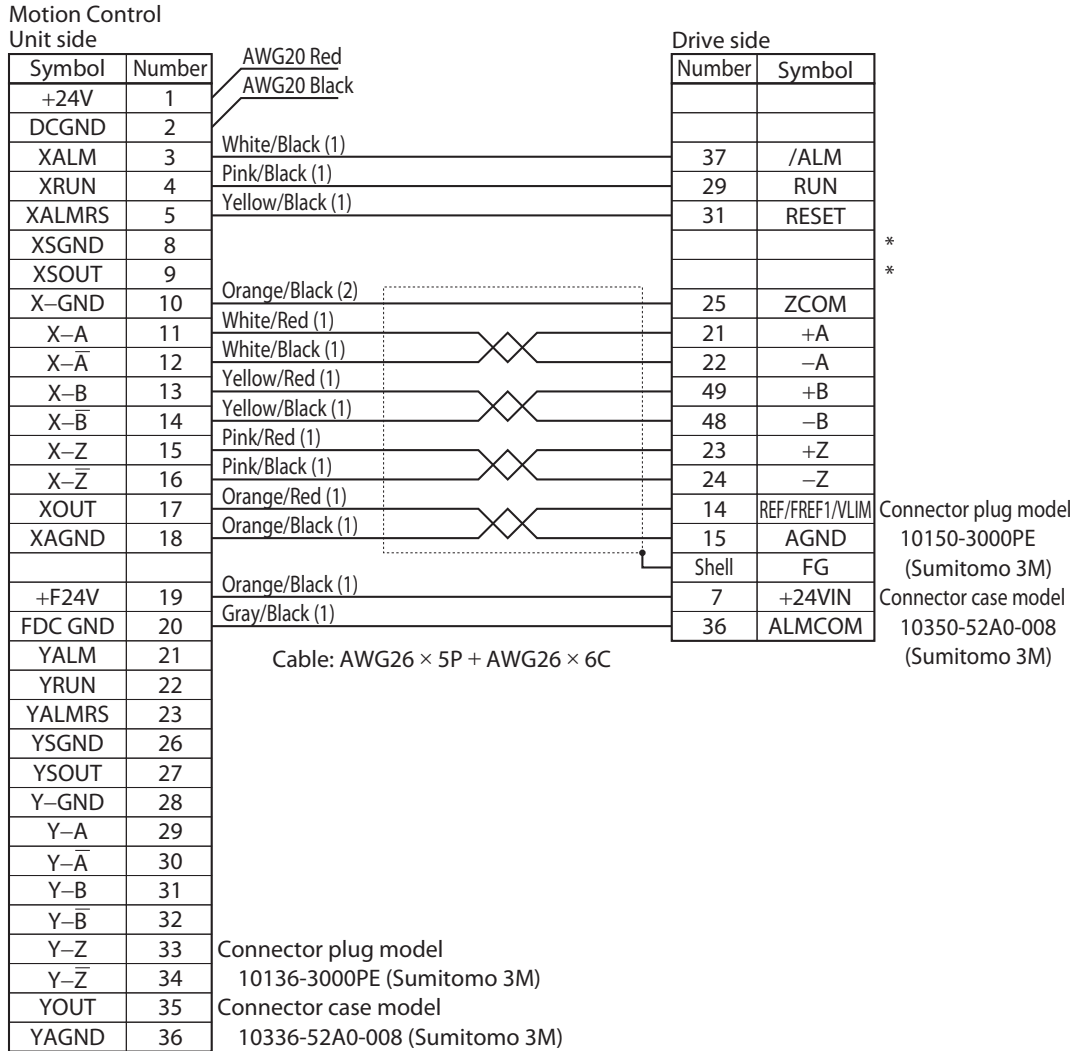 Motion Control
Unit side
Drive side
Symbol Number AWG20 Red Number Symbol
+24V 1 AWG20 Black
DCGND 2
White/Black (1)
XALM 3 37 /ALM
Pink/Black (1)
XRUN 4 29 RUN
Yellow/Black (1)
XALMRS 5 31 RESET
XSGND 8 *
XSOUT 9 *
Orange/Black (2)
X−GND 10 25 ZCOM
White/Red (1)
X−A 11 21 +A
White/Black (1)
X−A̅ 12 22 −A
Yellow/Red (1)
X−B 13 49 +B
Yellow/Black (1)
X−B̅ 14 48 −B
Pink/Red (1)
X−Z 15 23 +Z
Pink/Black (1)
X−Z̅ 16 24 −Z
Orange/Red (1)
XOUT 17 14 REF/FREF1/VLIM Connector plug model
Orange/Black (1)
XAGND 18 15 AGND 10150-3000PE
Shell FG (Sumitomo 3M)
Orange/Black (1)
+F24V 19 7 +24VIN Connector case model
Gray/Black (1)
FDC GND 20 36 ALMCOM 10350-52A0-008
YALM 21 Cable: AWG26 × 5P + AWG26 × 6C (Sumitomo 3M)
YRUN 22
YALMRS 23
YSGND 26
YSOUT 27
Y−GND 28
Y−A 29
Y−A̅ 30
Y−B 31
Y−B̅ 32
Y−Z 33 Connector plug model
Y−Z̅ 34 10136-3000PE (Sumitomo 3M)
YOUT 35 Connector case model
YAGND 36 10336-52A0-008 (Sumitomo 3M)